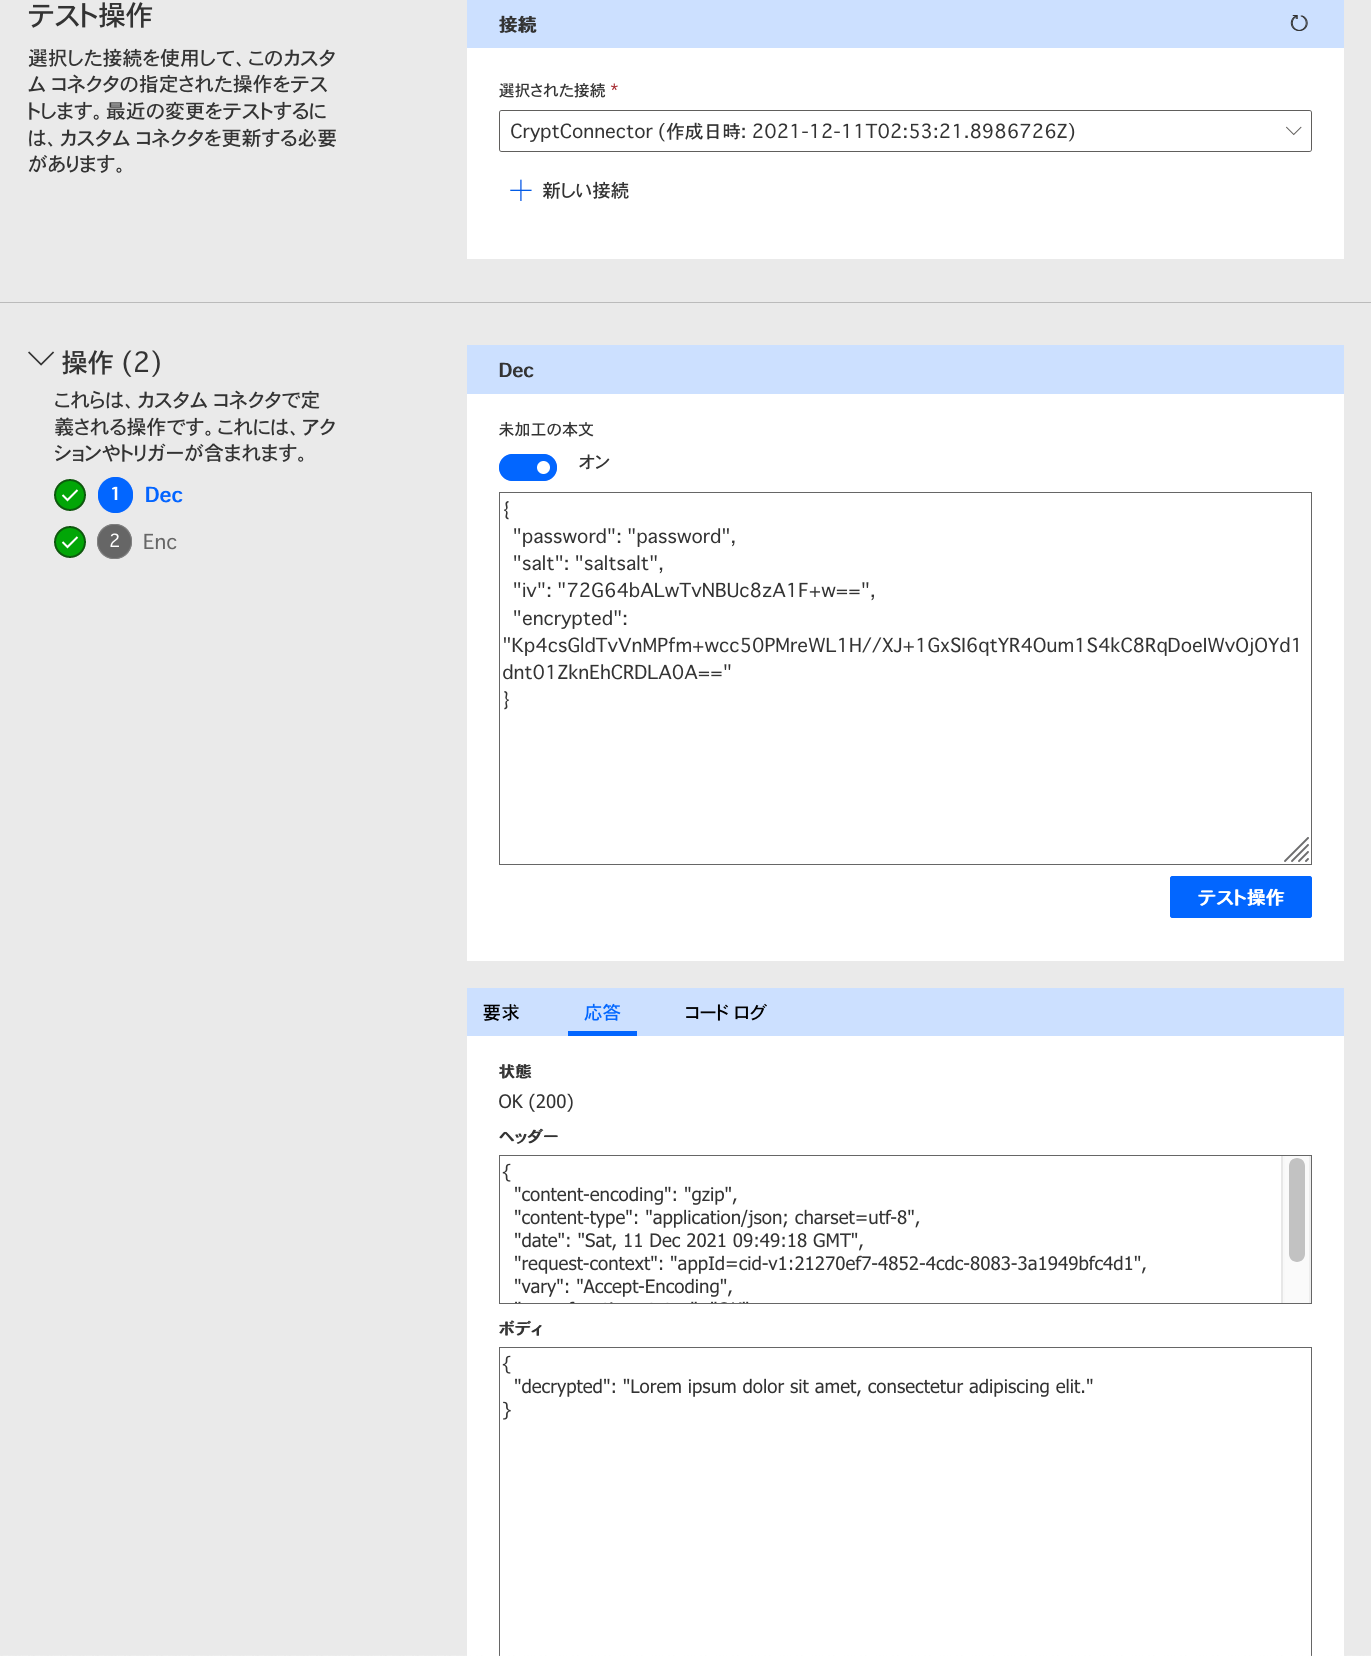 テスト操作
選択した接続を使用して、このカスタ
ム コネクタの指定された操作をテス
トします。最近の変更をテストするに
は、カスタム コネクタを更新する必要
があります。
接続
選択された接続 *
CryptConnector (作成日時: 2021-12-11T02:53:21.8986726Z)
新しい接続
操作 (2)
これらは、カスタム コネクタで定
義される操作です。これには、アク
ションやトリガーが含まれます。
1 Dec
2 Enc
Dec
未加工の本文
オン
{
"password": "password",
"salt": "saltsalt",
"iv": "72G64bALwTvNBUc8zA1F+w==",
"encrypted":
"Kp4csGldTvVnMPfm+wcc50PMreWL1H//XJ+1GxSI6qtYR4Oum1S4kC8RqDoeIWvOjOYd1
dnt01ZknEhCRDLA0A=="
}
テスト操作
要求 応答 コード ログ
状態
OK (200)
ヘッダー
{
"content-encoding": "gzip",
"content-type": "application/json; charset=utf-8",
"date": "Sat, 11 Dec 2021 09:49:18 GMT",
"request-context": "appId=cid-v1:21270ef7-4852-4cdc-8083-3a1949bfc4d1",
"vary": "Accept-Encoding",
ボディ
{
"decrypted": "Lorem ipsum dolor sit amet, consectetur adipiscing elit."
}